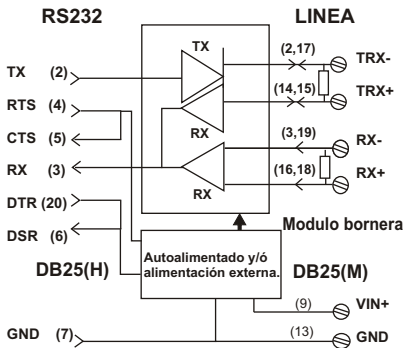 RS232 LINEA
TX
TX (2) (2,17) TRX-
RTS (4) (14,15) TRX+
RX
CTS (5) (3,19) RX-
RX (3) (16,18) RX+
RX
DTR (20)
DSR (6) Modulo bornera
DB25(H) Autoalimentado y/ó DB25(M)
alimentación externa.
(9) VIN+
GND (7) (13) GND